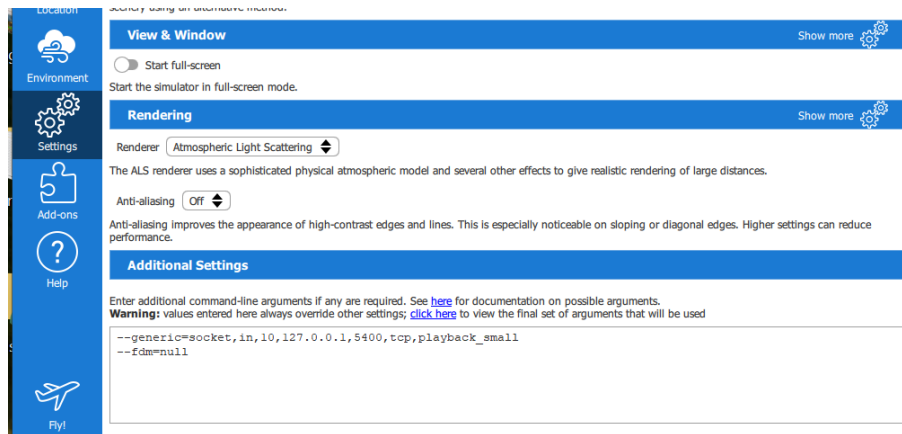 Location
scenery using an alternative method.
View & Window
Show more
Environment
Start full-screen
Start the simulator in full-screen mode.
Rendering
Show more
Settings
Renderer Atmospheric Light Scattering
The ALS renderer uses a sophisticated physical atmospheric model and several other effects to give realistic rendering of large distances.
Anti-aliasing Off
Add-ons
Anti-aliasing improves the appearance of high-contrast edges and lines. This is especially noticeable on sloping or diagonal edges. Higher settings can reduce
performance.
Additional Settings
Help
Enter additional command-line arguments if any are required. See here for documentation on possible arguments.
Warning: values entered here always override other settings; click here to view the final set of arguments that will be used
--generic=socket,in,10,127.0.0.1,5400,tcp,playback_small
--fdm=null
Fly!